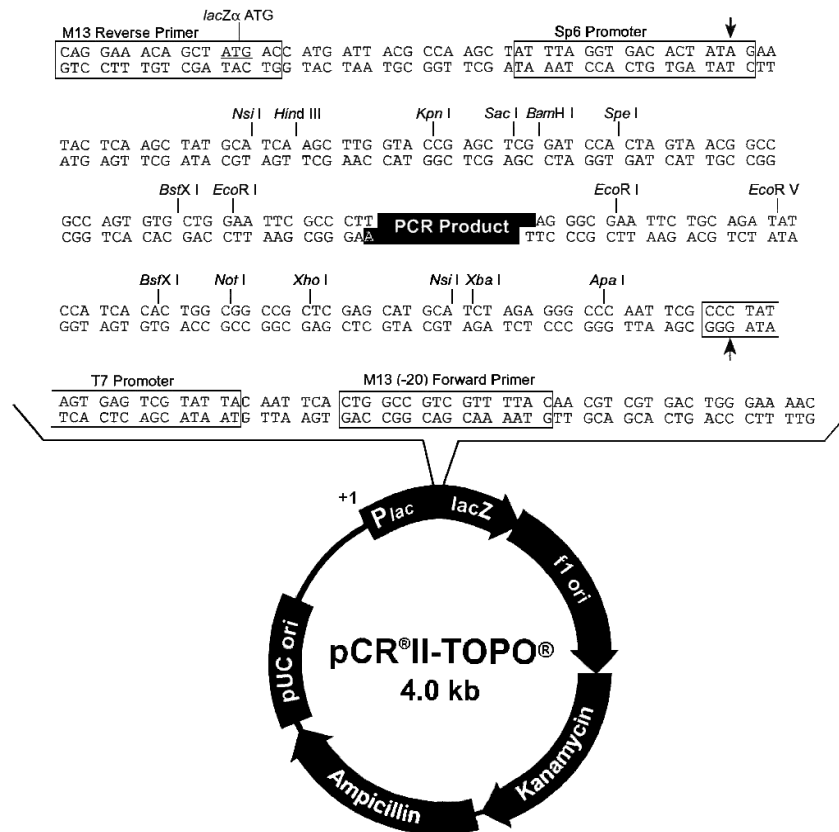 lacZα ATG
M13 Reverse Primer Sp6 Promoter
CAG GAA ACA GCT ATG ACC ATG ATT ACG CCA AGC TAT TTA GGT GAC ACT ATA GAA
GTC CTT TGT CGA TAC TGG TAC TAA TGC GGT TCG ATA AAT CCA CTG TGA TAT CTT
Nsi I Hind III Kpn I Sac I BamH I Spe I
TAC TCA AGC TAT GCA TCA AGC TTG GTA CCG AGC TCG GAT CCA CTA GTA ACG GCC
ATG AGT TCG ATA CGT AGT TCG AAC CAT GGC TCG AGC CTA GGT GAT CAT TGC CGG
BstX I EcoR I EcoR I EcoR V
GCC AGT GTG CTG GAA TTC GCC CTT PCR Product AG GGC GAA TTC TGC AGA TAT
CGG TCA CAC GAC CTT AAG CGG GAA TTC CCG CTT AAG ACG TCT ATA
BstX I Not I Xho I Nsi I Xba I Apa I
CCA TCA CAC TGG CGG CCG CTC GAG CAT GCA TCT AGA GGG CCC AAT TCG CCC TAT
GGT AGT GTG ACC GCC GGC GAG CTC GTA CGT AGA TCT CCC GGG TTA AGC GGG ATA
T7 Promoter M13 (-20) Forward Primer
AGT GAG TCG TAT TAC AAT TCA CTG GCC GTC GTT TTA CAA CGT CGT GAC TGG GAA AAC
TCA CTC AGC ATA ATG TTA AGT GAC CGG CAG CAA AAT GTT GCA GCA CTG ACC CTT TTG
+1
Plac lacZ
f1 ori
pUC ori
pCR®II-TOPO®
4.0 kb
Kanamycin
Ampicillin